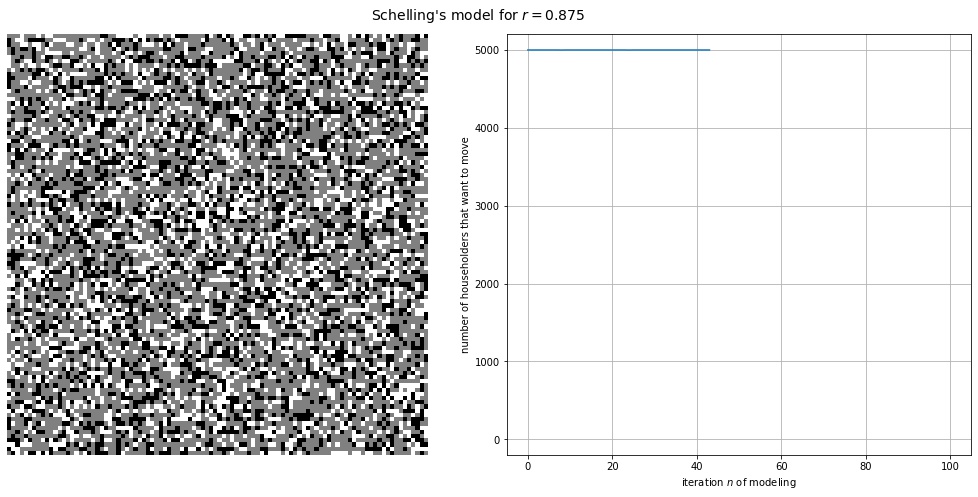 Schelling's model for r = 0.875
number of householders that want to move
5000
4000
3000
2000
1000
0
0 20 40 60 80 100
iteration n of modeling